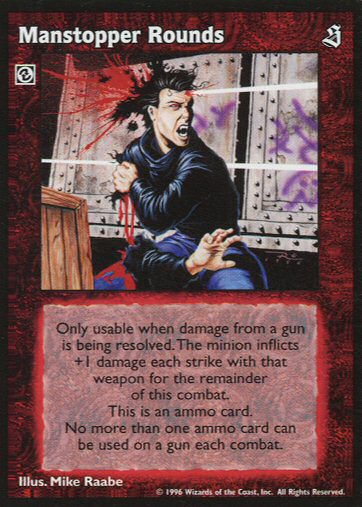 Manstopper Rounds
Only usable when damage from a gun
is being resolved. The minion inflicts
+1 damage each strike with that
weapon for the remainder
of this combat.
This is an ammo card.
No more than one ammo card can
be used on a gun each combat.
Illus. Mike Raabe
© 1996 Wizards of the Coast, Inc. All Rights Reserved.